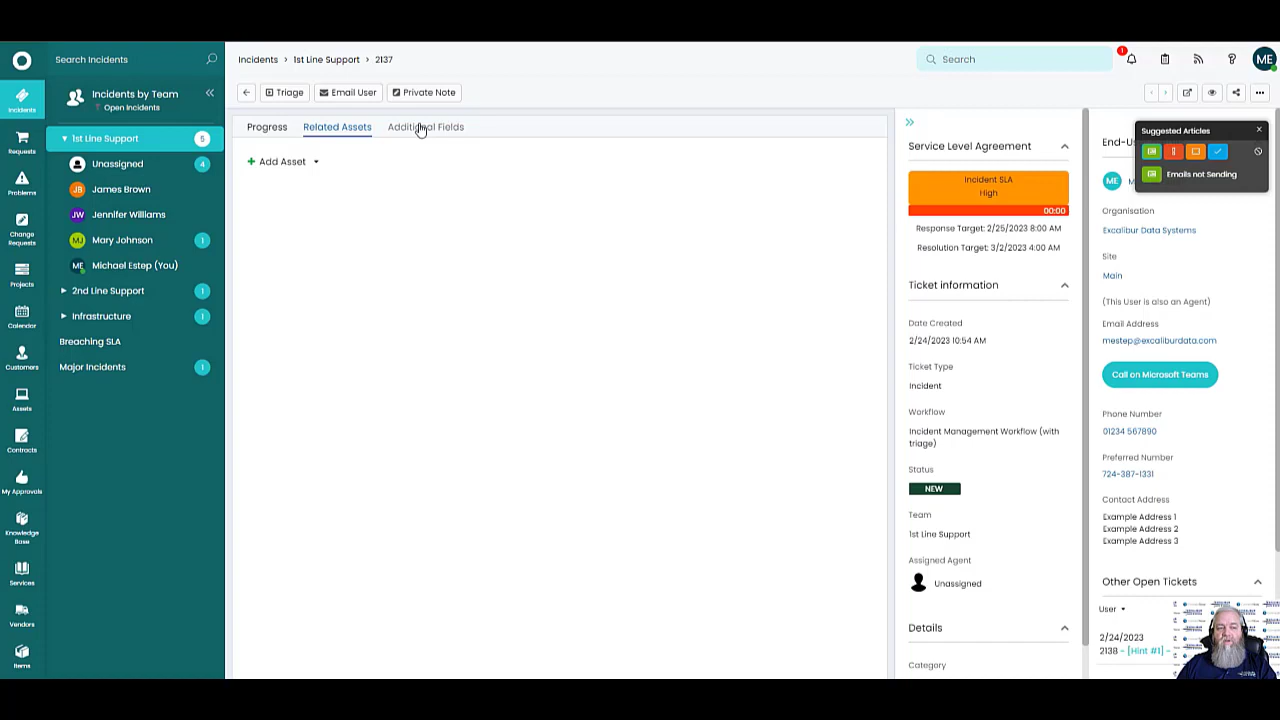 Search Incidents
Incidents > 1st Line Support > 2137
Search
1
ME
Incidents
Requests
Problems
Change
Requests
Projects
Calendar
Customers
Assets
Contracts
My Approvals
Knowledge
Base
Services
Vendors
Items
Incidents by Team
Open Incidents
1st Line Support 5
Unassigned 4
JB James Brown
JW Jennifer Williams
MJ Mary Johnson 1
ME Michael Estep (You)
2nd Line Support 1
Infrastructure 1
Breaching SLA
Major Incidents 1
Triage Email User Private Note
Progress Related Assets Additional Fields
+ Add Asset
Service Level Agreement
Incident SLA
High
00:00
Response Target: 2/25/2023 8:00 AM
Resolution Target: 3/2/2023 4:00 AM
Ticket information
Date Created
2/24/2023 10:54 AM
Ticket Type
Incident
Workflow
Incident Management Workflow (with
triage)
Status
NEW
Team
1st Line Support
Assigned Agent
Unassigned
Details
Category
Suggested Articles
Emails not Sending
ME
Organisation
Excalibur Data Systems
Site
Main
(This User is also an Agent)
Email Address
mestep@excaliburdata.com
Call on Microsoft Teams
Phone Number
01234 567890
Preferred Number
724-387-1331
Contact Address
Example Address 1
Example Address 2
Example Address 3
Other Open Tickets
User
2/24/2023
2138 - [Hint #1] -